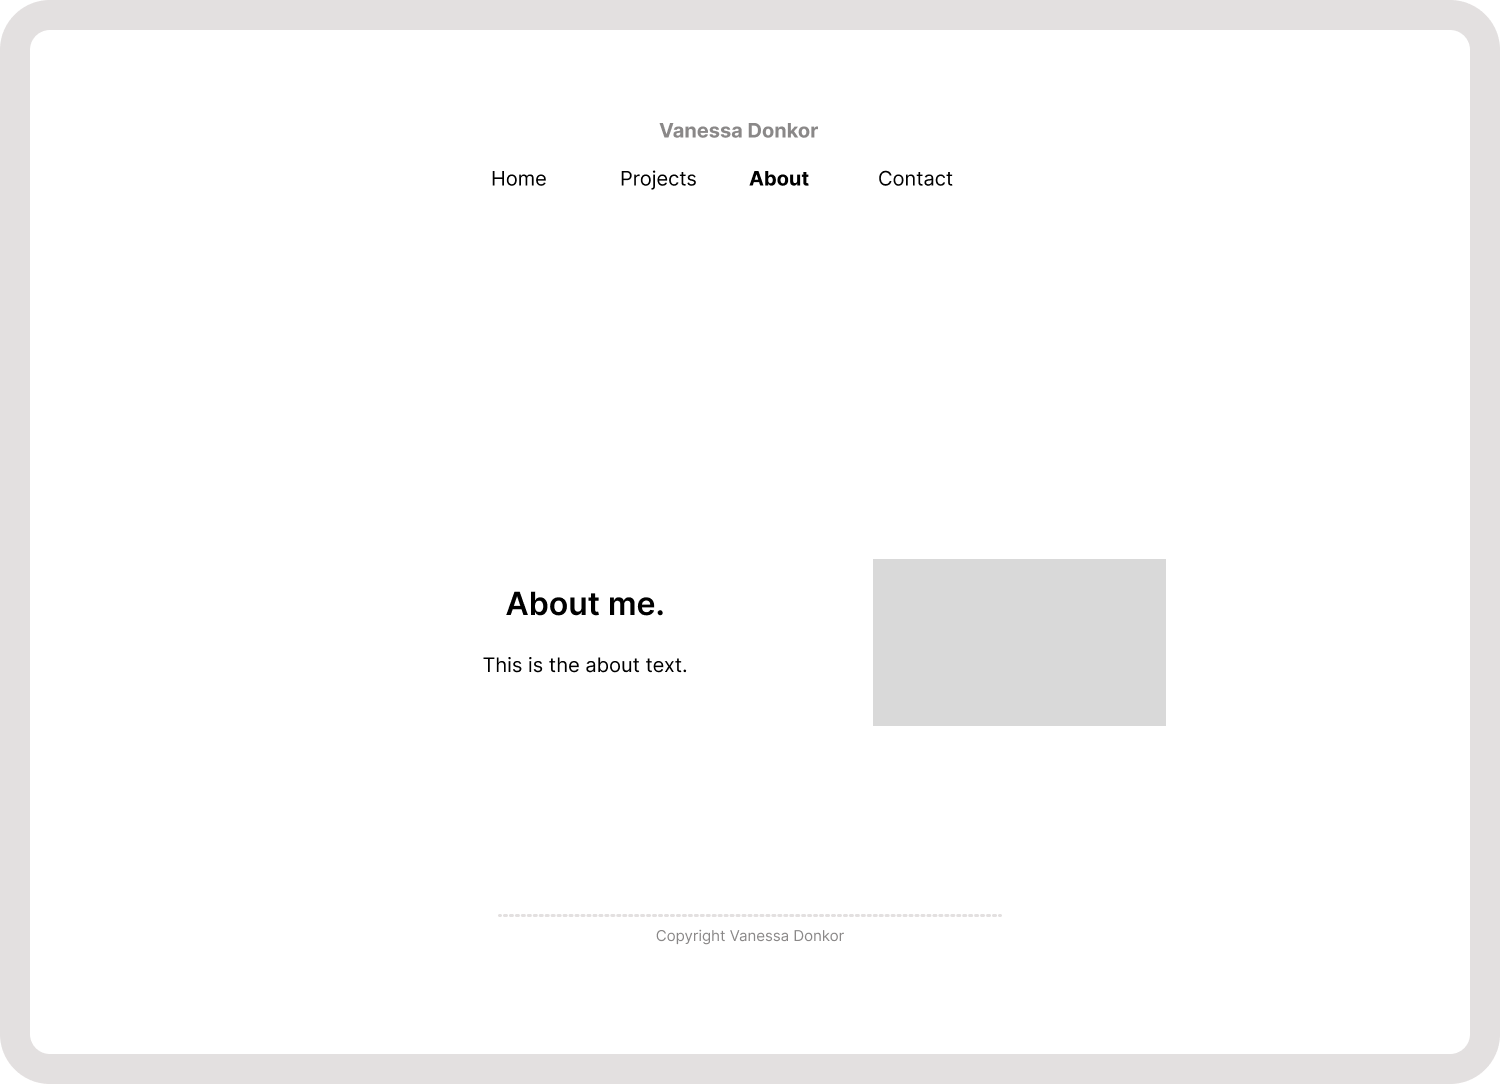 Vanessa Donkor
Home Projects About Contact
About me.
This is the about text.
Copyright Vanessa Donkor